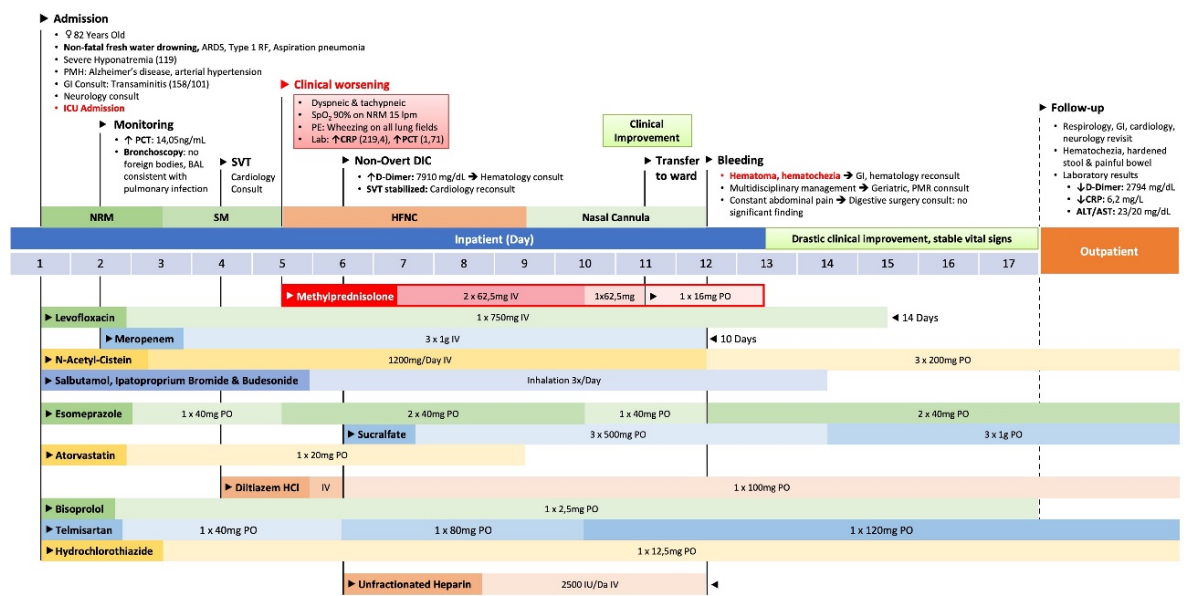 Admission
• ♀ 82 Years Old
• Non-fatal fresh water drowning, ARDS, Type 1 RF, Aspiration pneumonia
• Severe Hyponatremia (119)
• PMH: Alzheimer's disease, arterial hypertension
• GI Consult: Transaminitis (158/101)
• Neurology consult
• ICU Admission
Monitoring
• ↑ PCT: 14,05ng/mL
• Bronchoscopy: no
foreign bodies, BAL
consistent with
pulmonary infection
SVT
Cardiology
Consult
Clinical worsening
• Dyspneic & tachypneic
• SpO2 90% on NRM 15 lpm
• PE: Wheezing on all lung fields
• Lab: ↑CRP (219,4), ↑PCT (1,71)
Non-Overt DIC
• ↑D-Dimer: 7910 mg/dL ➔ Hematology consult
• SVT stabilized: Cardiology reconsult
Clinical
Improvement
Transfer
to ward
Bleeding
• Hematoma, hematochezia ➔ GI, hematology reconsult
• Multidisciplinary management ➔ Geriatric, PMR connsult
• Constant abdominal pain ➔ Digestive surgery consult: no
significant finding
Follow-up
• Respirology, GI, cardiology,
neurology revisit
• Hematochezia, hardened
stool & painful bowel
• Laboratory results
• ↓D-Dimer: 2794 mg/dL
• ↓CRP: 6,2 mg/L
• ALT/AST: 23/20 mg/dL
NRM SM HFNC Nasal Cannula
Inpatient (Day) Drastic clinical improvement, stable vital signs
Outpatient
1 2 3 4 5 6 7 8 9 10 11 12 13 14 15 16 17
Methylprednisolone 2 x 62,5mg IV 1x62,5mg 1 x 16mg PO
Levofloxacin 1 x 750mg IV 14 Days
Meropenem 3 x 1g IV 10 Days
N-Acetyl-Cistein 1200mg/Day IV 3 x 200mg PO
Salbutamol, Ipatoproprium Bromide & Budesonide Inhalation 3x/Day
Esomeprazole 1 x 40mg PO 2 x 40mg PO 1 x 40mg PO 2 x 40mg PO
Sucralfate 3 x 500mg PO 3 x 1g PO
Atorvastatin 1 x 20mg PO
Diltiazem HCl IV 1 x 100mg PO
Bisoprolol 1 x 2,5mg PO
Telmisartan 1 x 40mg PO 1 x 80mg PO 1 x 120mg PO
Hydrochlorothiazide 1 x 12,5mg PO
Unfractionated Heparin 2500 IU/Da IV